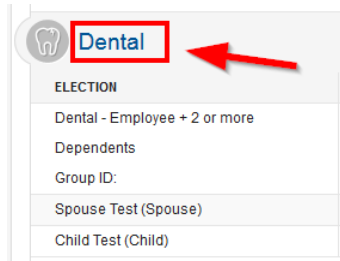 Dental
ELECTION
Dental - Employee + 2 or more
Dependents
Group ID:
Spouse Test (Spouse)
Child Test (Child)